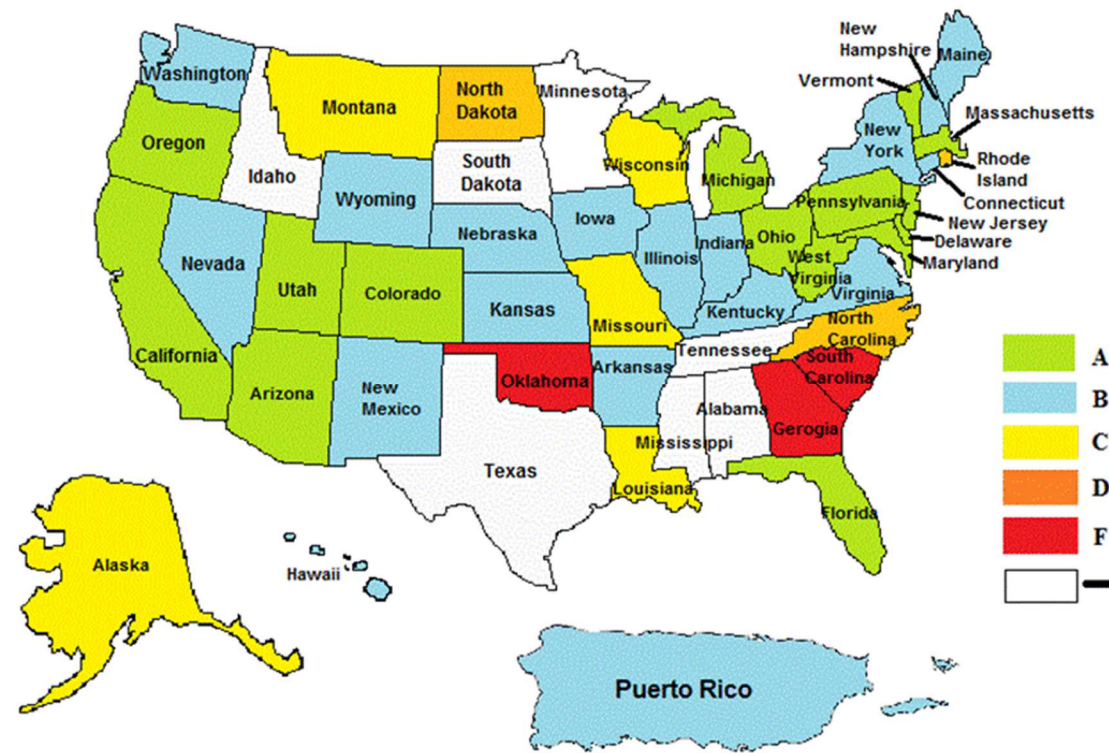 New
Hampshire
Maine
Washington
Vermont
Montana
North
Dakota
Minnesota
Massachusetts
Oregon
New
York
Wisconsin
Rhode
Island
Idaho
South
Dakota
Michigan
Connecticut
Wyoming
Pennsylvania
New Jersey
Iowa
Nebraska
Ohio
Delaware
Maryland
Nevada
Illinois
Indiana
West
Virginia
Utah
Colorado
Virginia
Kansas
Kentucky
Missouri
North
Carolina
California
Tennessee
A
South
Carolina
Arkansas
Oklahoma
Arizona
New
Mexico
B
Alabama
Gerogia
Mississippi
C
Texas
Louisiana
D
Florida
F
Alaska
Hawaii
Puerto Rico